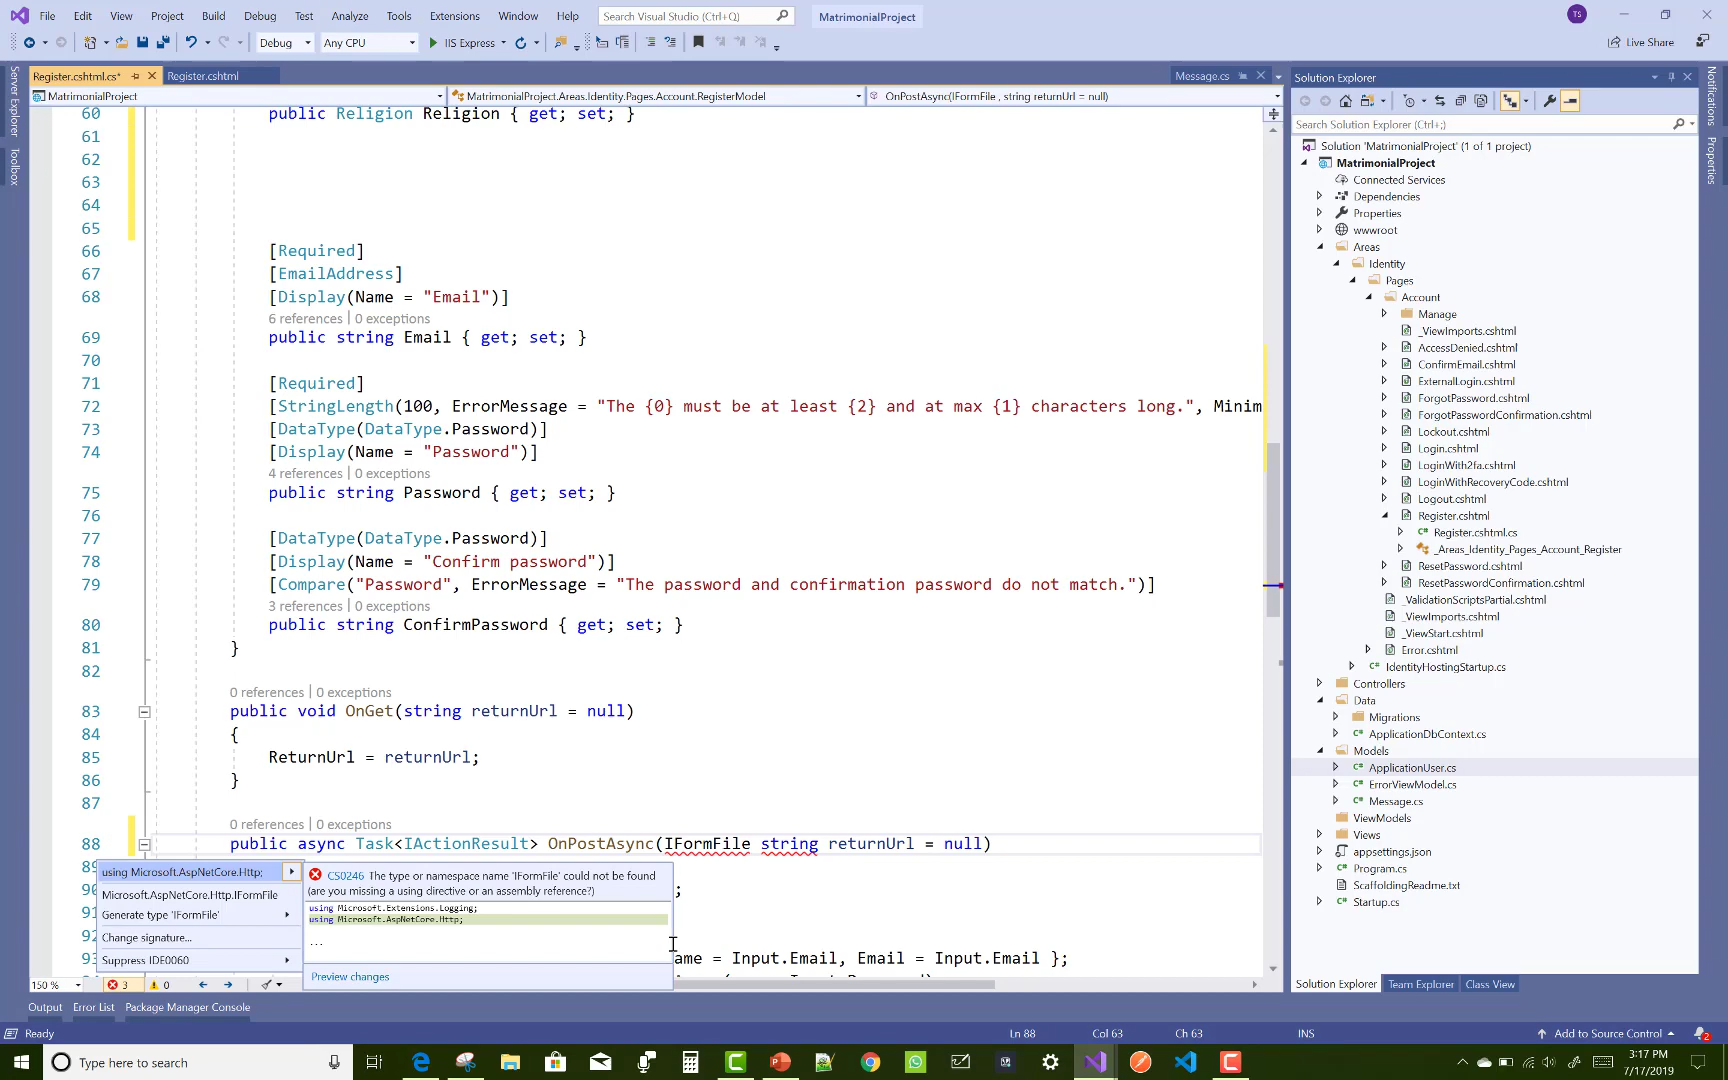 File Edit View Project Build Debug Test Analyze Tools Extensions Window Help Search Visual Studio (Ctrl+Q) MatrimonialProject TS
Debug Any CPU IIS Express Live Share
Register.cshtml.cs* Register.cshtml Message.cs
MatrimonialProject MatrimonialProject.Areas.Identity.Pages.Account.RegisterModel OnPostAsync(IFormFile , string returnUrl = null)
Server Explorer
Toolbox
60 public Religion Religion { get; set; }
61
62
63
64
65
66 [Required]
67 [EmailAddress]
68 [Display(Name = "Email")]
6 references | 0 exceptions
69 public string Email { get; set; }
70
71 [Required]
72 [StringLength(100, ErrorMessage = "The {0} must be at least {2} and at max {1} characters long.", Minim
73 [DataType(DataType.Password)]
74 [Display(Name = "Password")]
4 references | 0 exceptions
75 public string Password { get; set; }
76
77 [DataType(DataType.Password)]
78 [Display(Name = "Confirm password")]
79 [Compare("Password", ErrorMessage = "The password and confirmation password do not match.")]
3 references | 0 exceptions
80 public string ConfirmPassword { get; set; }
81 }
82
0 references | 0 exceptions
83 public void OnGet(string returnUrl = null)
84 {
85 ReturnUrl = returnUrl;
86 }
87
0 references | 0 exceptions
88 public async Task<IActionResult> OnPostAsync(IFormFile string returnUrl = null)
using Microsoft.AspNetCore.Http;
Microsoft.AspNetCore.Http.IFormFile
Generate type 'IFormFile'
Change signature...
Suppress IDE0060
CS0246 The type or namespace name 'IFormFile' could not be found
(are you missing a using directive or an assembly reference?)
using Microsoft.Extensions.Logging;
using Microsoft.AspNetCore.Http;
...
Preview changes
;
ame = Input.Email, Email = Input.Email };
150 % 3 0
Output Error List Package Manager Console
Ready Ln 88 Col 63 Ch 63 INS Add to Source Control 2
Solution Explorer
Search Solution Explorer (Ctrl+;)
Solution 'MatrimonialProject' (1 of 1 project)
MatrimonialProject
Connected Services
Dependencies
Properties
wwwroot
Areas
Identity
Pages
Account
Manage
_ViewImports.cshtml
AccessDenied.cshtml
ConfirmEmail.cshtml
ExternalLogin.cshtml
ForgotPassword.cshtml
ForgotPasswordConfirmation.cshtml
Lockout.cshtml
Login.cshtml
LoginWith2fa.cshtml
LoginWithRecoveryCode.cshtml
Logout.cshtml
Register.cshtml
Register.cshtml.cs
_Areas_Identity_Pages_Account_Register
ResetPassword.cshtml
ResetPasswordConfirmation.cshtml
_ValidationScriptsPartial.cshtml
_ViewImports.cshtml
_ViewStart.cshtml
Error.cshtml
IdentityHostingStartup.cs
Controllers
Data
Migrations
ApplicationDbContext.cs
Models
ApplicationUser.cs
ErrorViewModel.cs
Message.cs
ViewModels
Views
appsettings.json
Program.cs
ScaffoldingReadme.txt
Startup.cs
Solution Explorer Team Explorer Class View
Notifications
Properties
Type here to search
3:17 PM
7/17/2019